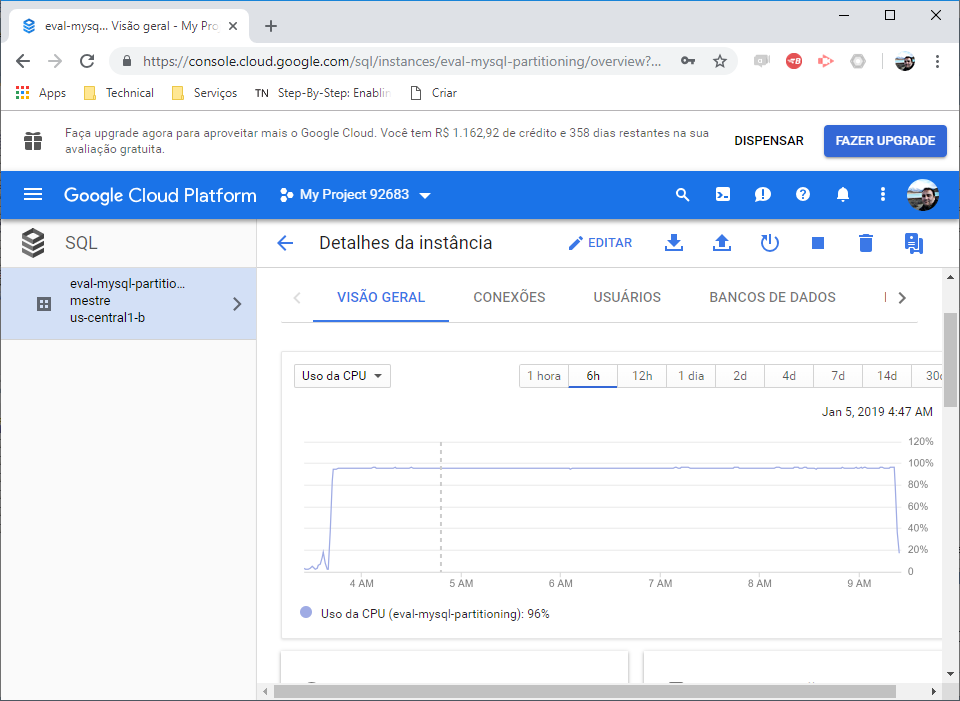 eval-mysq... Visão geral - My Pro
https://console.cloud.google.com/sql/instances/eval-mysql-partitioning/overview?...
Apps
Technical
Serviços
TN Step-By-Step: Enablin
Criar
Faça upgrade agora para aproveitar mais o Google Cloud. Você tem R$ 1.162,92 de crédito e 358 dias restantes na sua
avaliação gratuita.
DISPENSAR
FAZER UPGRADE
Google Cloud Platform
My Project 92683
SQL
Detalhes da instância
EDITAR
eval-mysql-partitio...
mestre
us-central1-b
VISÃO GERAL
CONEXÕES
USUÁRIOS
BANCOS DE DADOS
Uso da CPU
1 hora
6h
12h
1 dia
2d
4d
7d
14d
30d
Jan 5, 2019 4:47 AM
120%
100%
80%
60%
40%
20%
0
4 AM
5 AM
6 AM
7 AM
8 AM
9 AM
Uso da CPU (eval-mysql-partitioning): 96%